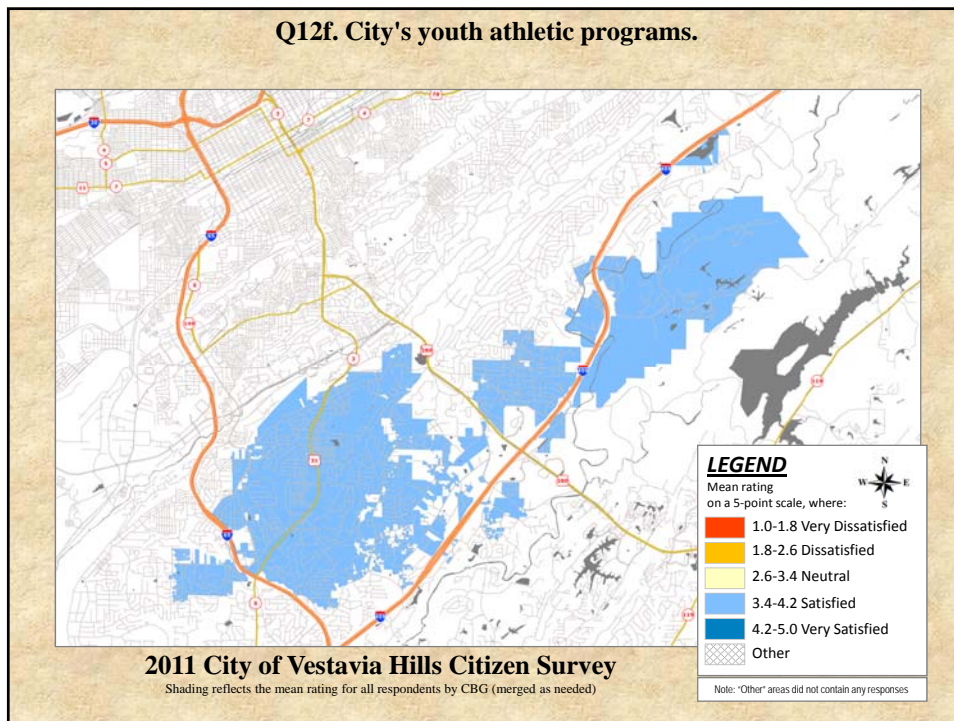 Q12f. City's youth athletic programs.
LEGEND
Mean rating
on a 5-point scale, where:
N
W E
S
1.0-1.8 Very Dissatisfied
1.8-2.6 Dissatisfied
2.6-3.4 Neutral
3.4-4.2 Satisfied
4.2-5.0 Very Satisfied
Other
Note: "Other" areas did not contain any responses
2011 City of Vestavia Hills Citizen Survey
Shading reflects the mean rating for all respondents by CBG (merged as needed)